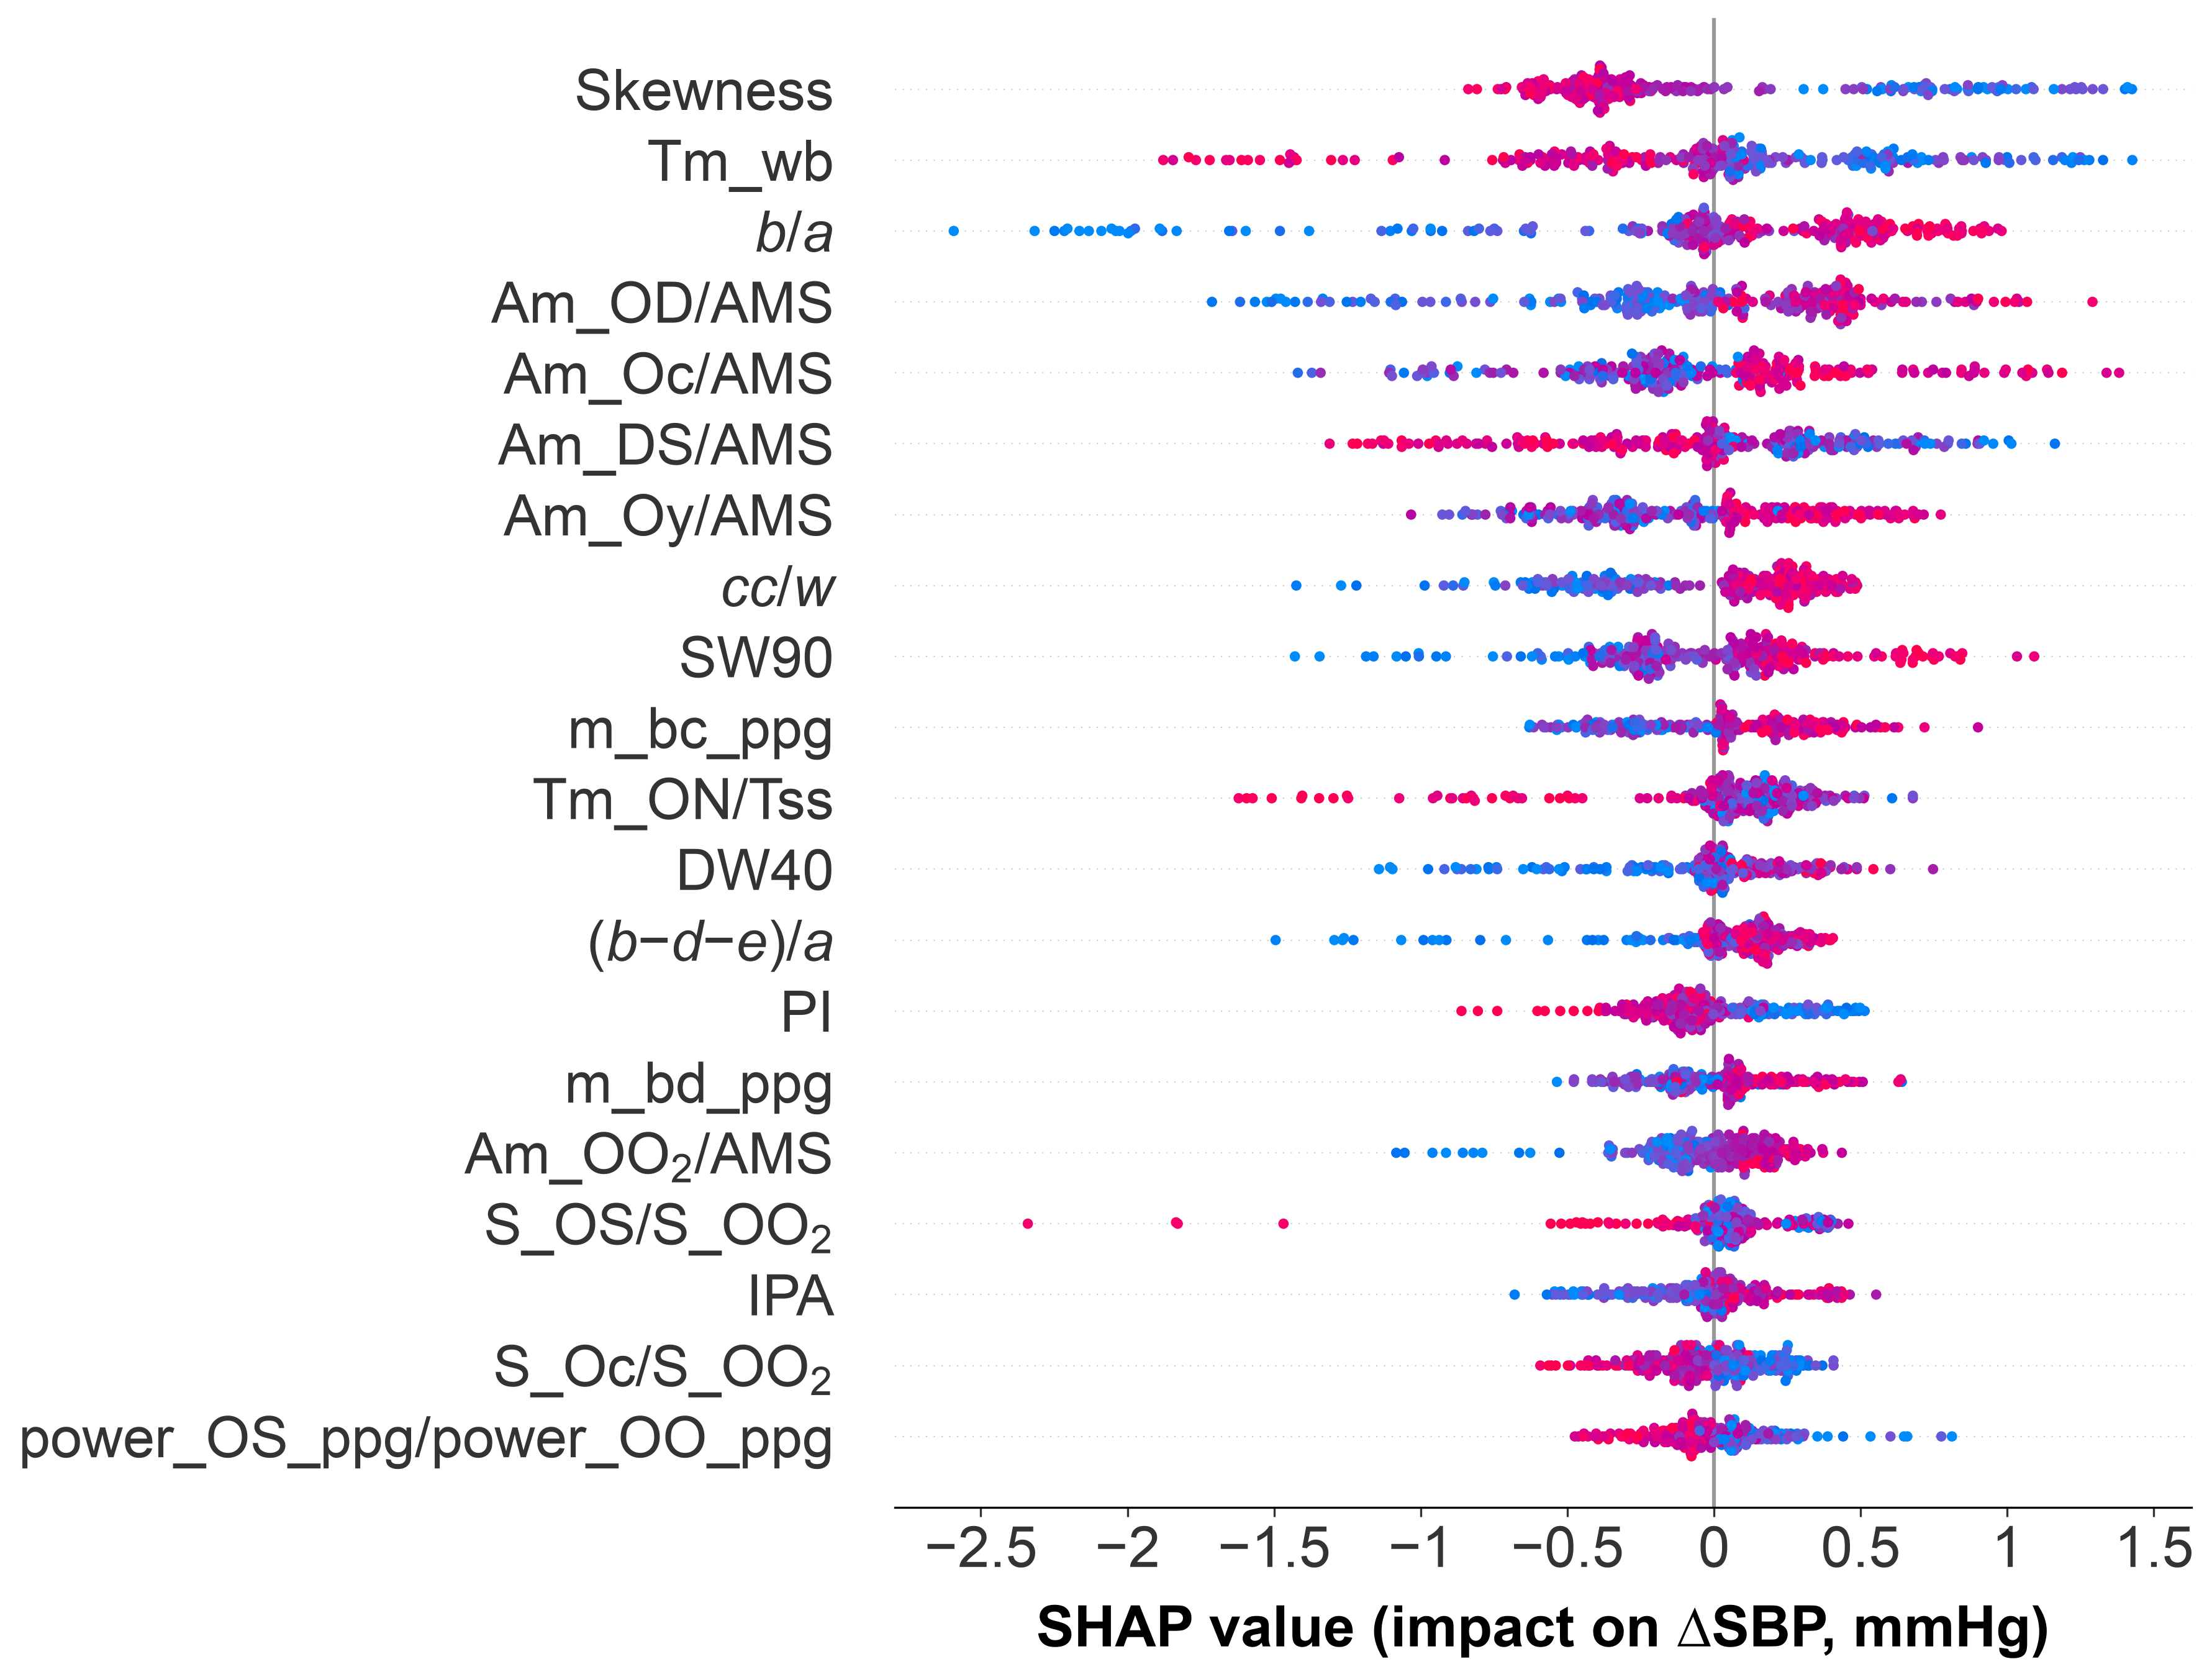 Skewness
Tm_wb
b/a
Am_OD/AMS
Am_Oc/AMS
Am_DS/AMS
Am_Oy/AMS
cc/w
SW90
m_bc_ppg
Tm_ON/Tss
DW40
(b−d−e)/a
PI
m_bd_ppg
Am_OO₂/AMS
S_OS/S_OO₂
IPA
S_Oc/S_OO₂
power_OS_ppg/power_OO_ppg
−2.5 −2 −1.5 −1 −0.5 0 0.5 1 1.5
SHAP value (impact on ΔSBP, mmHg)